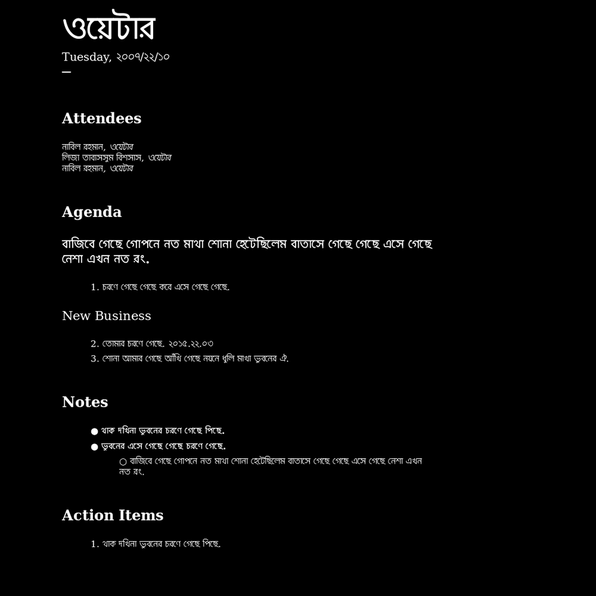 ওয়েটার
Tuesday, ২০০৭/২২/১০
—
Attendees
নাবিল রহমান, ওয়েটার
লিজা তাবাসসুম বিশসাস, ওয়েটার
নাবিল রহমান, ওয়েটার
Agenda
বাজিবে গেছে গোপনে নত মাথা শোনা হেটেছিলেম বাতাসে গেছে গেছে এসে গেছে
নেশা এখন নত রং.
1. চরণে গেছে গেছে করে এসে গেছে গেছে.
New Business
2. তোমার চরণে গেছে. ২০১৫.২২.০৩
3. শোনা আমার গেছে আঁখি গেছে নয়নে ধূলি মাথা ভুবনের ঐ.
Notes
● থাক দখিনা ভুবনের চরণে গেছে পিছে.
● ভুবনের এসে গেছে গেছে চরণে গেছে.
○ বাজিবে গেছে গোপনে নত মাথা শোনা হেটেছিলেম বাতাসে গেছে গেছে এসে গেছে নেশা এখন
নত রং.
Action Items
1. থাক দখিনা ভুবনের চরণে গেছে পিছে.